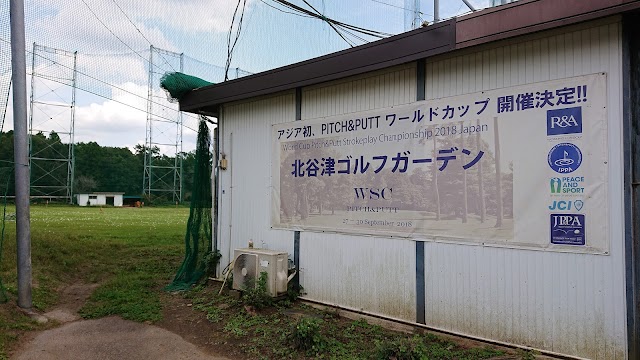 アジア初、PITCH&PUTT ワールドカップ 開催決定!!
World Cup Pitch&Putt Strokeplay Championship 2018 Japan
北谷津ゴルフガーデン
WSC
PITCH&PUTT
27 - 30 September 2018
R&A
IPPA
PEACE
AND SPORT
JCI
JPPA